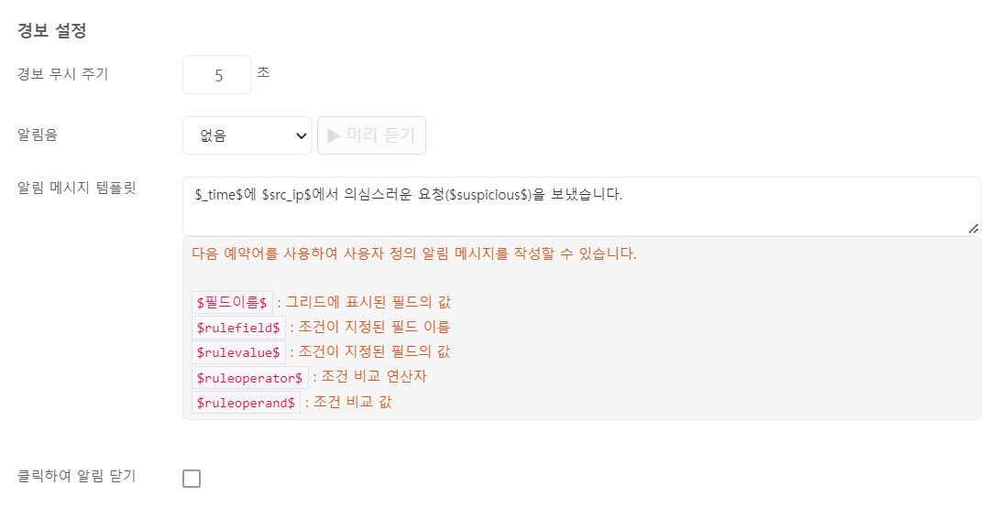 경보 설정
경보 무시 주기 5 초
알림음 없음 ▶ 미리 듣기
알림 메시지 템플릿 $_time$에 $src_ip$에서 의심스러운 요청($suspicious$)을 보냈습니다.
다음 예약어를 사용하여 사용자 정의 알림 메시지를 작성할 수 있습니다.
$필드이름$ : 그리드에 표시된 필드의 값
$rulefield$ : 조건이 지정된 필드 이름
$rulevalue$ : 조건이 지정된 필드의 값
$ruleoperator$ : 조건 비교 연산자
$ruleoperand$ : 조건 비교 값
클릭하여 알림 닫기